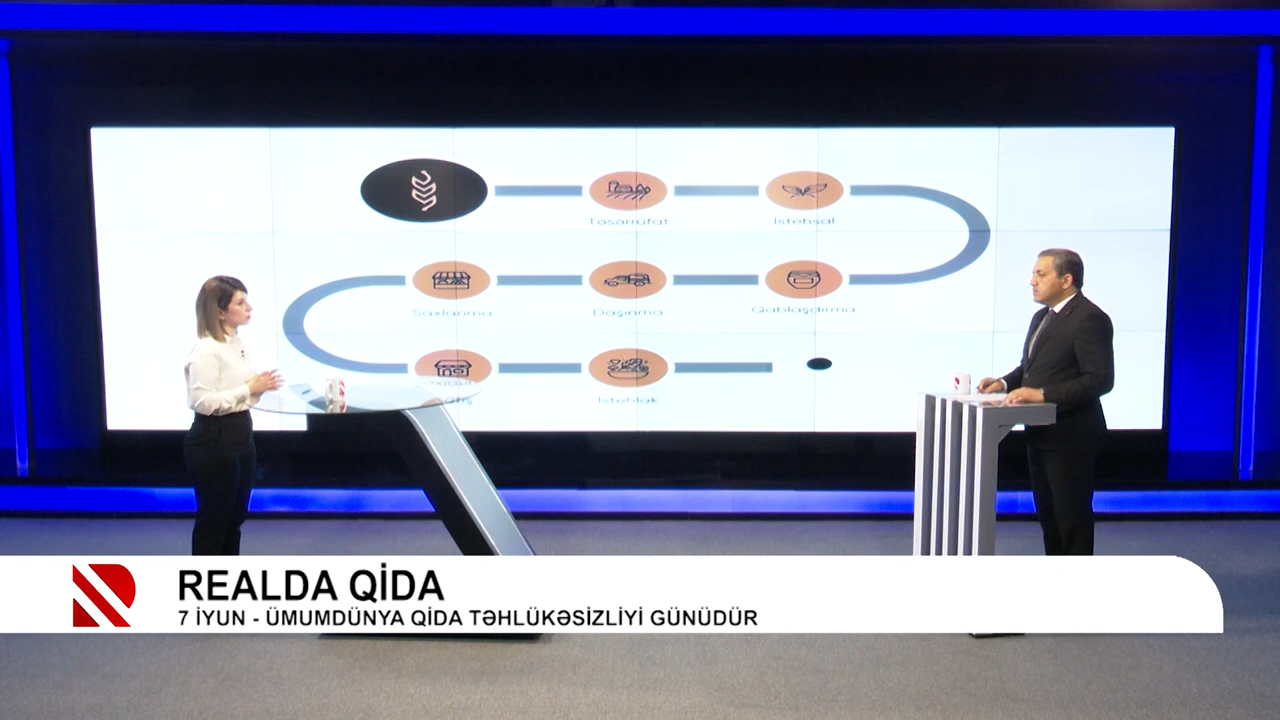 Təsərrüfat
İstehsal
Saxlanma
Daşınma
Qablaşdırma
İstehlak
REALDA QİDA
7 İYUN - ÜMUMDÜNYA QİDA TƏHLÜKƏSİZLİYİ GÜNÜDÜR